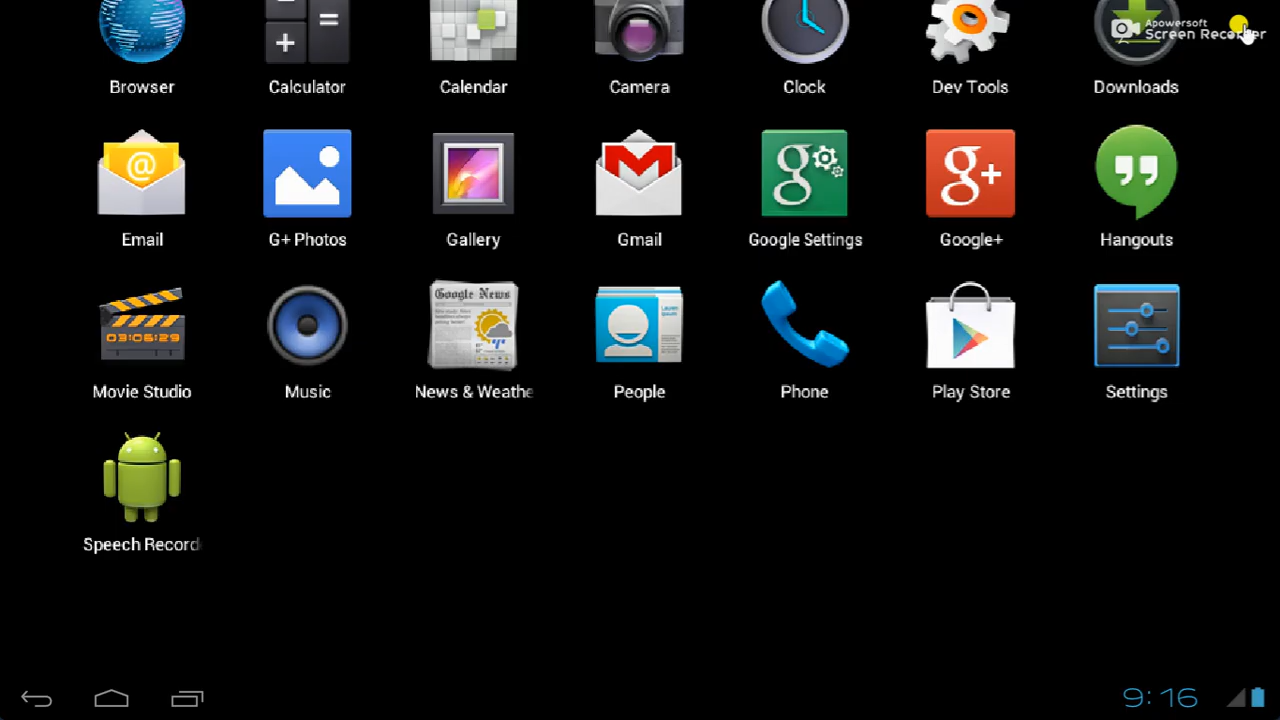 Apowersoft
Screen Recorder
Browser
Calculator
Calendar
Camera
Clock
Dev Tools
Downloads
Email
G+ Photos
Gallery
Gmail
Google Settings
Google+
Hangouts
03:05:29
Google News
Movie Studio
Music
News & Weathe
People
Phone
Play Store
Settings
Speech Record
9:16